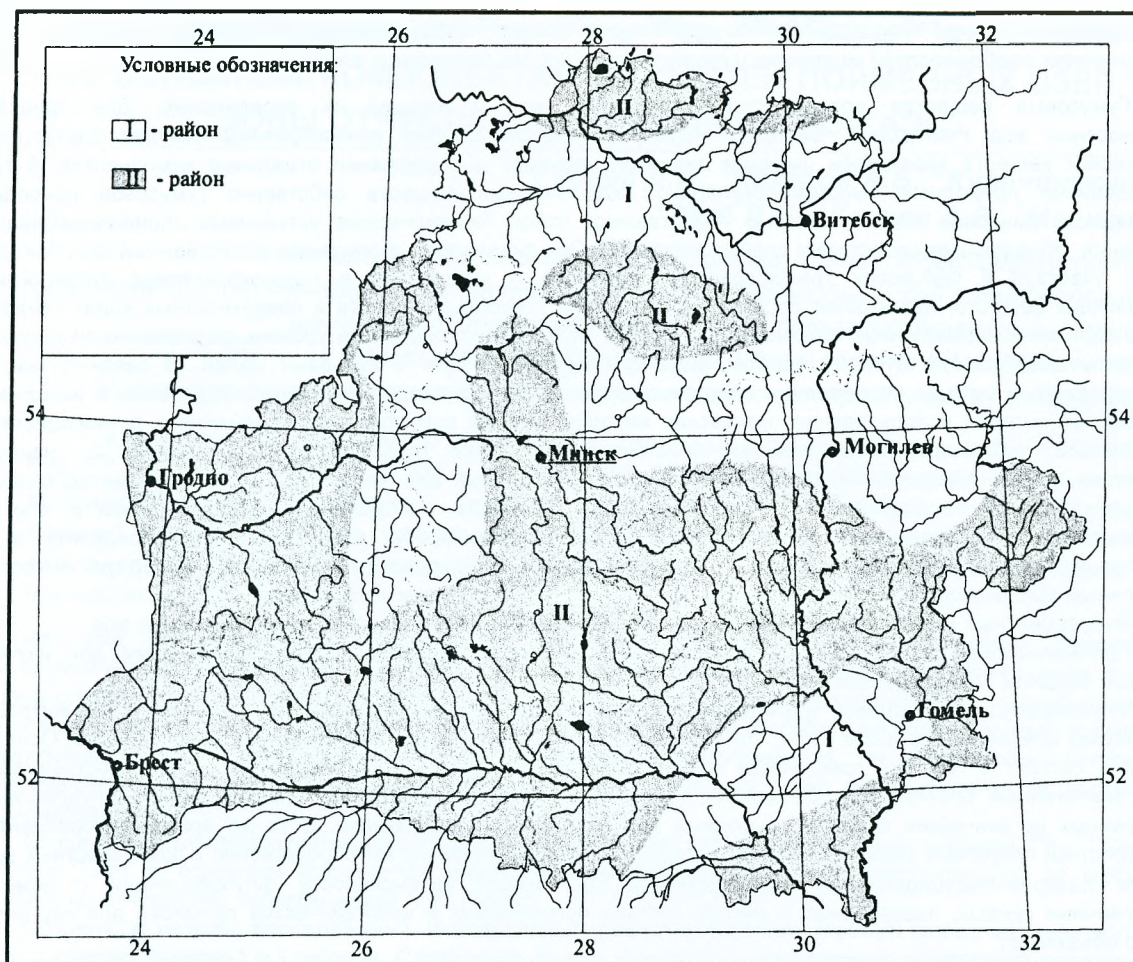 24 26 28 30 32
Условные обозначения:
I - район
II - район
II I
I
Витебск
II
54 54
Минск Могилев
Гродно
II
Гомель
I
Брест
52 52
24 26 28 30 32